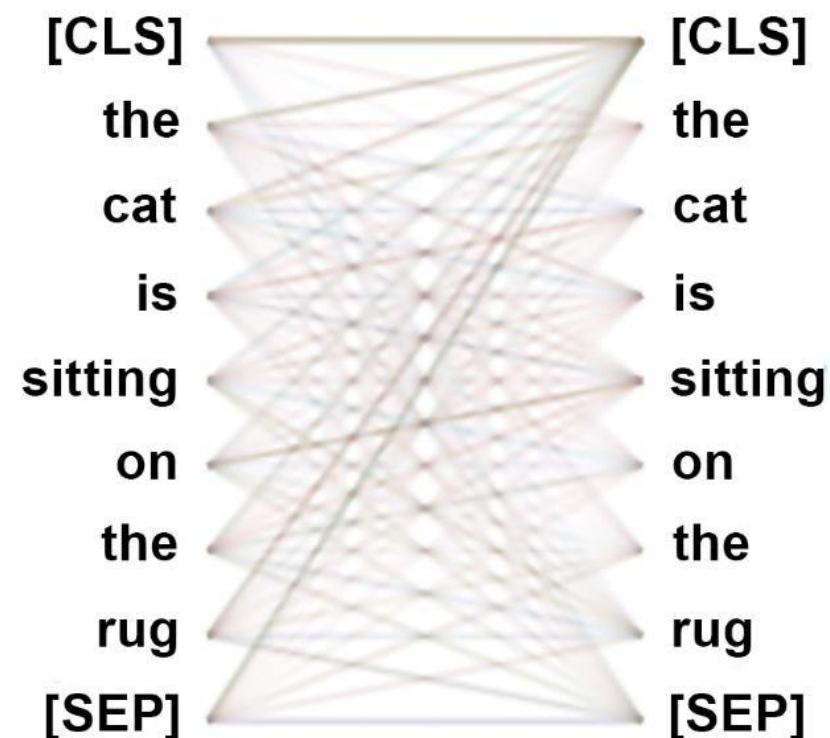 [CLS] [CLS]
the the
cat cat
is is
sitting sitting
on on
the the
rug rug
[SEP] [SEP]